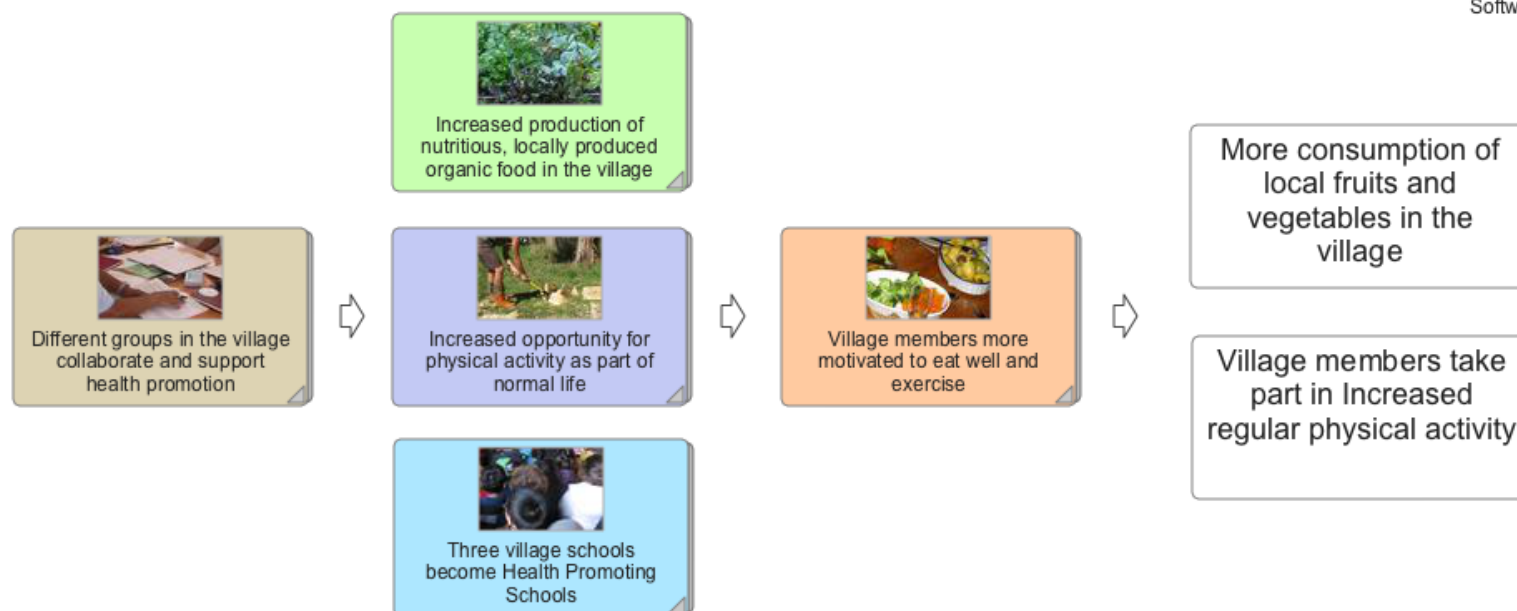 Softw
Increased production of
nutritious, locally produced
organic food in the village
Different groups in the village
collaborate and support
health promotion
Increased opportunity for
physical activity as part of
normal life
Three village schools
become Health Promoting
Schools
Village members more
motivated to eat well and
exercise
More consumption of
local fruits and
vegetables in the
village
Village members take
part in Increased
regular physical activity